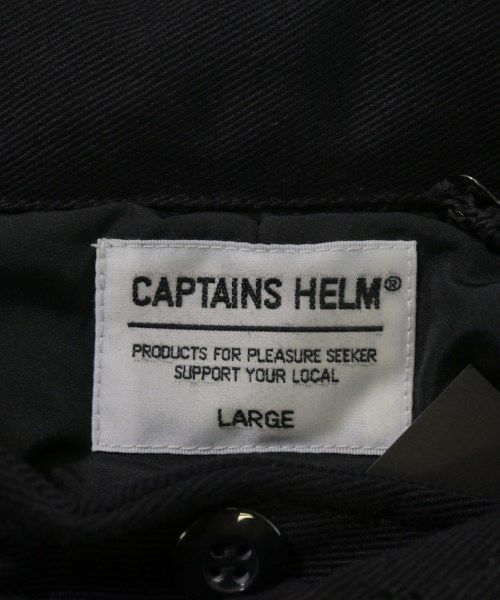 CAPTAINS HELM®
PRODUCTS FOR PLEASURE SEEKER
SUPPORT YOUR LOCAL
LARGE